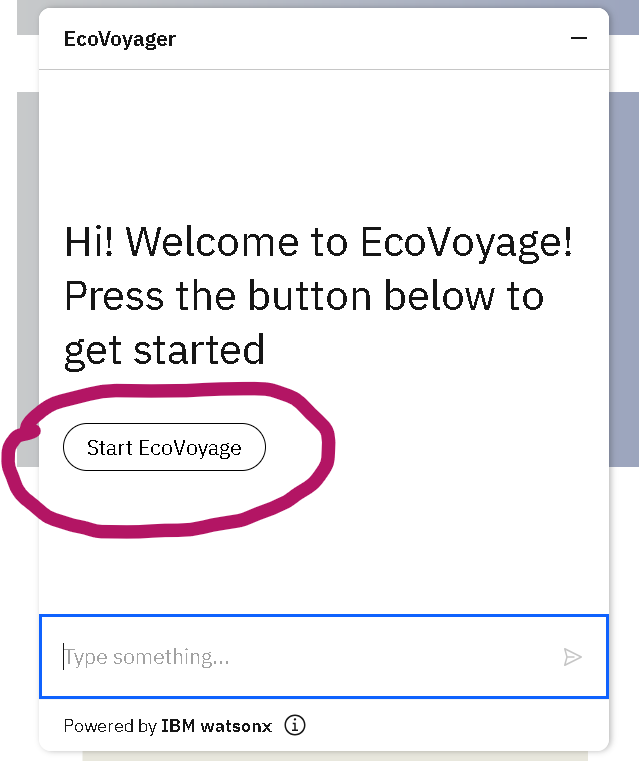 EcoVoyager
Hi! Welcome to EcoVoyage!
Press the button below to
get started
Start EcoVoyage
Type something...
Powered by IBM watsonx